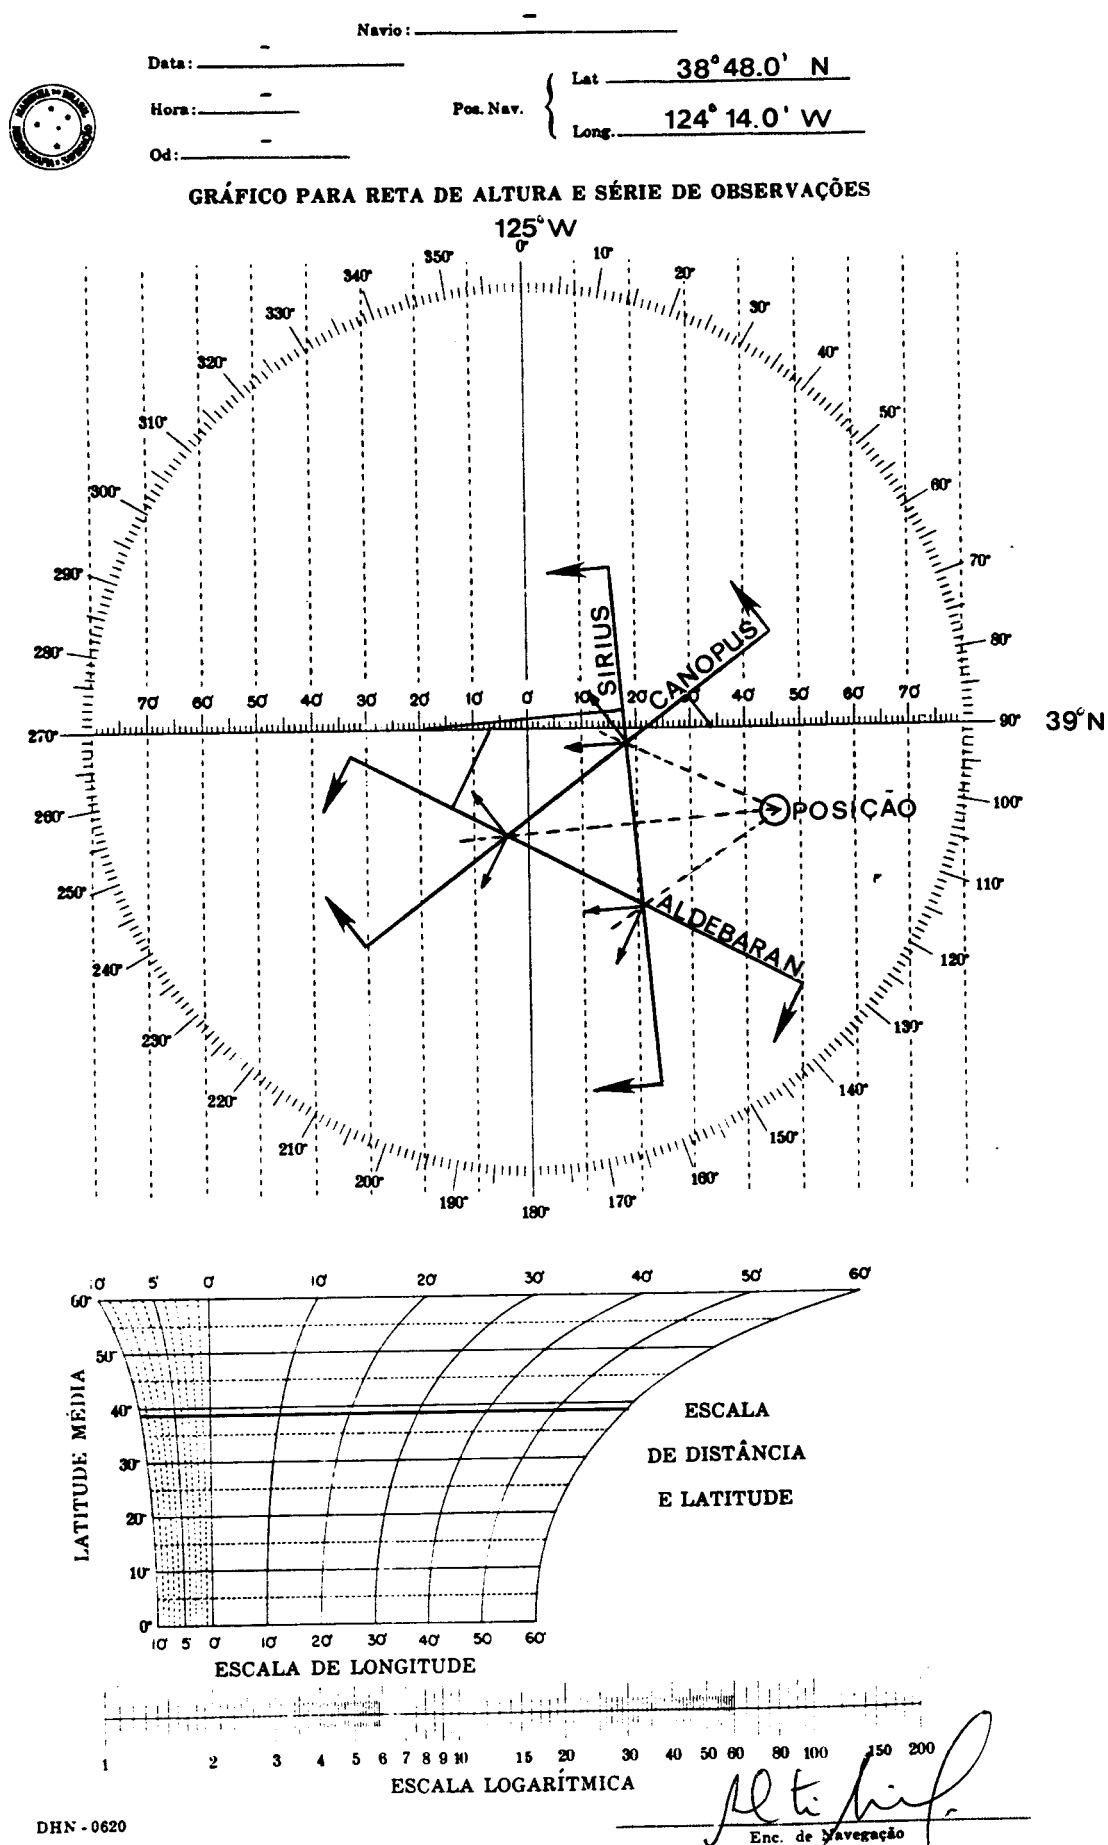 Navio: -
Data: -
Hora: -
Od: -
Pos. Nav.
Lat 38° 48.0' N
Long. 124° 14.0' W
MARINHA DO BRASIL
HIDROGRAFIA E NAVEGAÇÃO
GRÁFICO PARA RETA DE ALTURA E SÉRIE DE OBSERVAÇÕES
125° W
0° 10° 20° 30° 40° 50° 60° 70° 80° 90° 100° 110° 120° 130° 140° 150° 160° 170° 180° 190° 200° 210° 220° 230° 240° 250° 260° 270° 280° 290° 300° 310° 320° 330° 340° 350°
70' 60' 50' 40' 30' 20' 10' 0' 10' 20' 30' 40' 50' 60' 70'
39° N
SIRIUS
CANOPUS
POSIÇÃO
ALDEBARAN
10' 5' 0' 10' 20' 30' 40' 50' 60'
60°
50°
40°
30°
20°
10°
0°
LATITUDE MÉDIA
ESCALA
DE DISTÂNCIA
E LATITUDE
10' 5' 0' 10' 20' 30' 40' 50 60'
ESCALA DE LONGITUDE
1 2 3 4 5 6 7 8 9 10 15 20 30 40 50 60 80 100 150 200
ESCALA LOGARÍTMICA
DHN - 0620
Enc. de Navegação